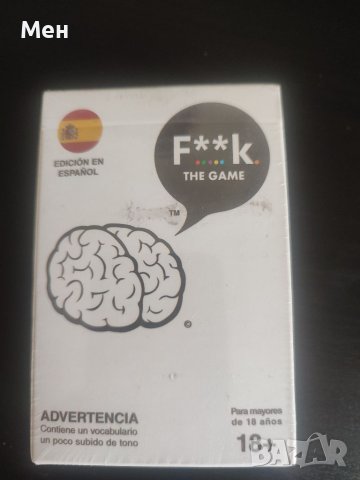 Мен
EDICIÓN EN
ESPAÑOL
F**k.
THE GAME
TM
ADVERTENCIA
Contiene un vocabulario
un poco subido de tono
Para mayores
de 18 años
18+
BAZAR